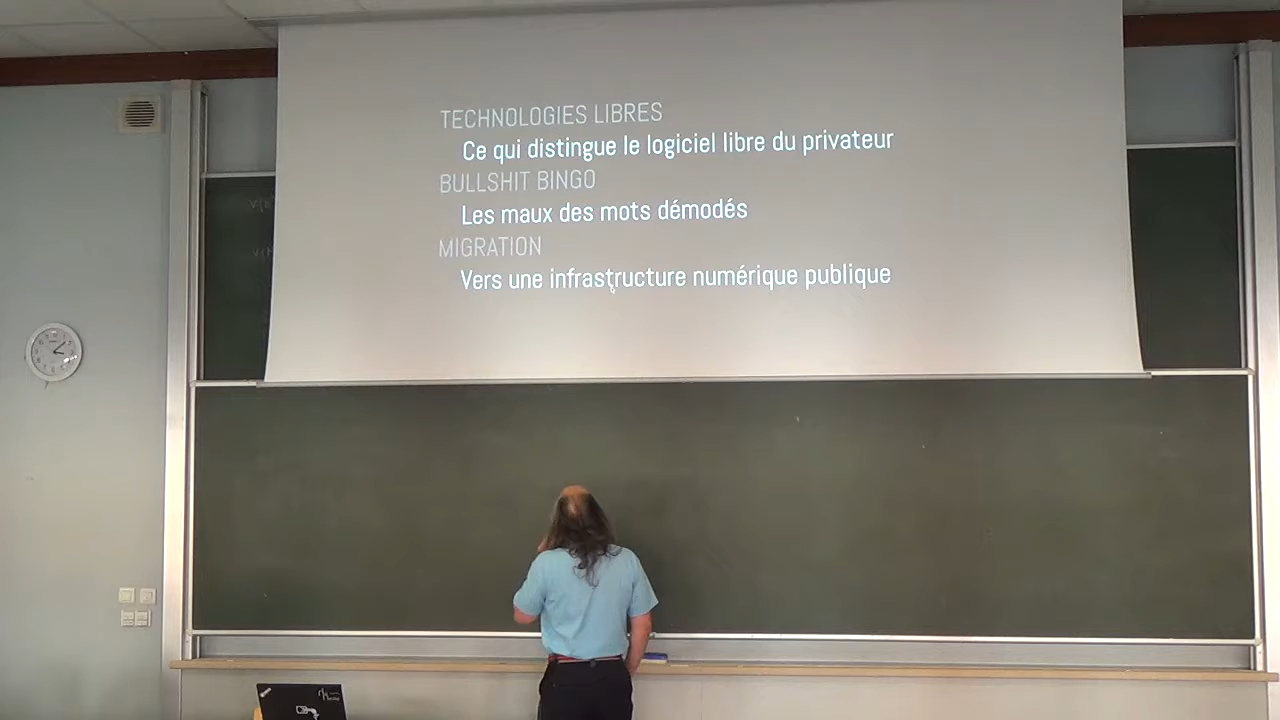 TECHNOLOGIES LIBRES
Ce qui distingue le logiciel libre du privateur
BULLSHIT BINGO
Les maux des mots démodés
MIGRATION
Vers une infrastructure numérique publique